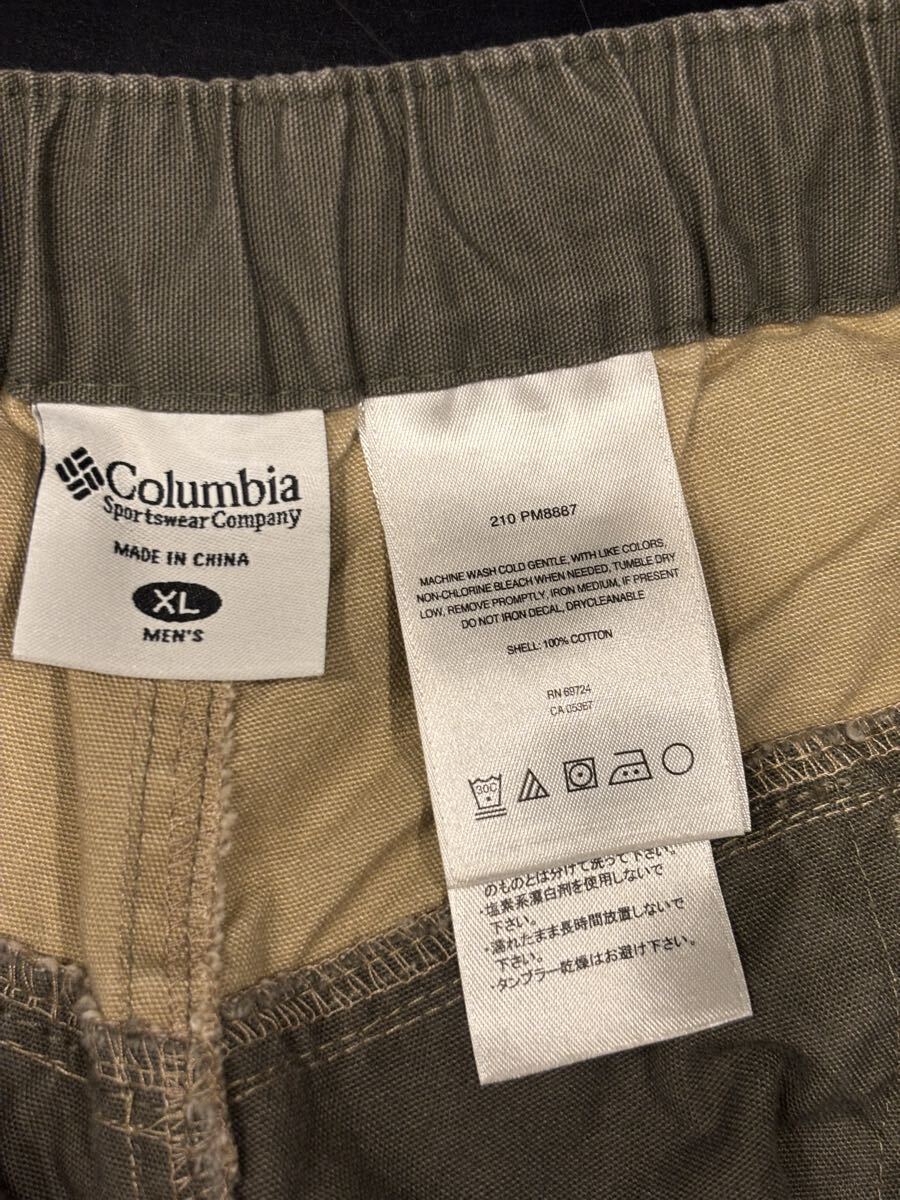 Columbia
Sportswear Company
MADE IN CHINA
XL
MEN'S
210 PM8887
MACHINE WASH COLD GENTLE, WITH LIKE COLORS,
NON-CHLORINE BLEACH WHEN NEEDED, TUMBLE DRY
LOW, REMOVE PROMPTLY, IRON MEDIUM, IF PRESENT
DO NOT IRON DECAL, DRYCLEANABLE
SHELL: 100% COTTON
RN 69724
CA 05367
30C
のものとは分けて洗って下さい。
・塩素系漂白剤を使用しないで
下さい。
・濡れたまま長時間放置しないで
下さい。
・タンブラー乾燥はお避け下さい。